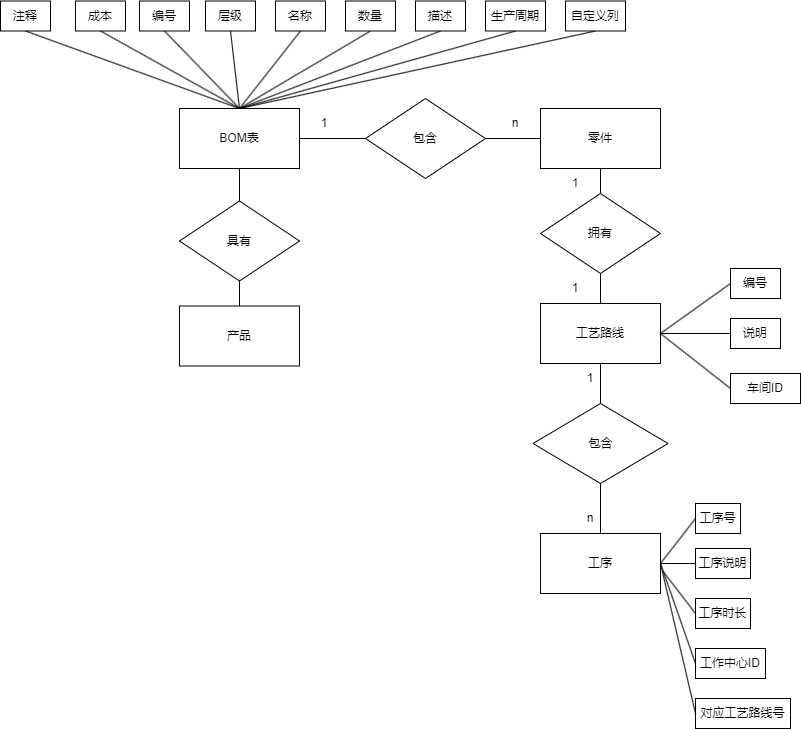 注释
成本
编号
层级
名称
数量
描述
生产周期
自定义列
BOM表
1
包含
n
零件
1
具有
拥有
1
产品
工艺路线
编号
说明
车间ID
1
包含
n
工序
工序号
工序说明
工序时长
工作中心ID
对应工艺路线号